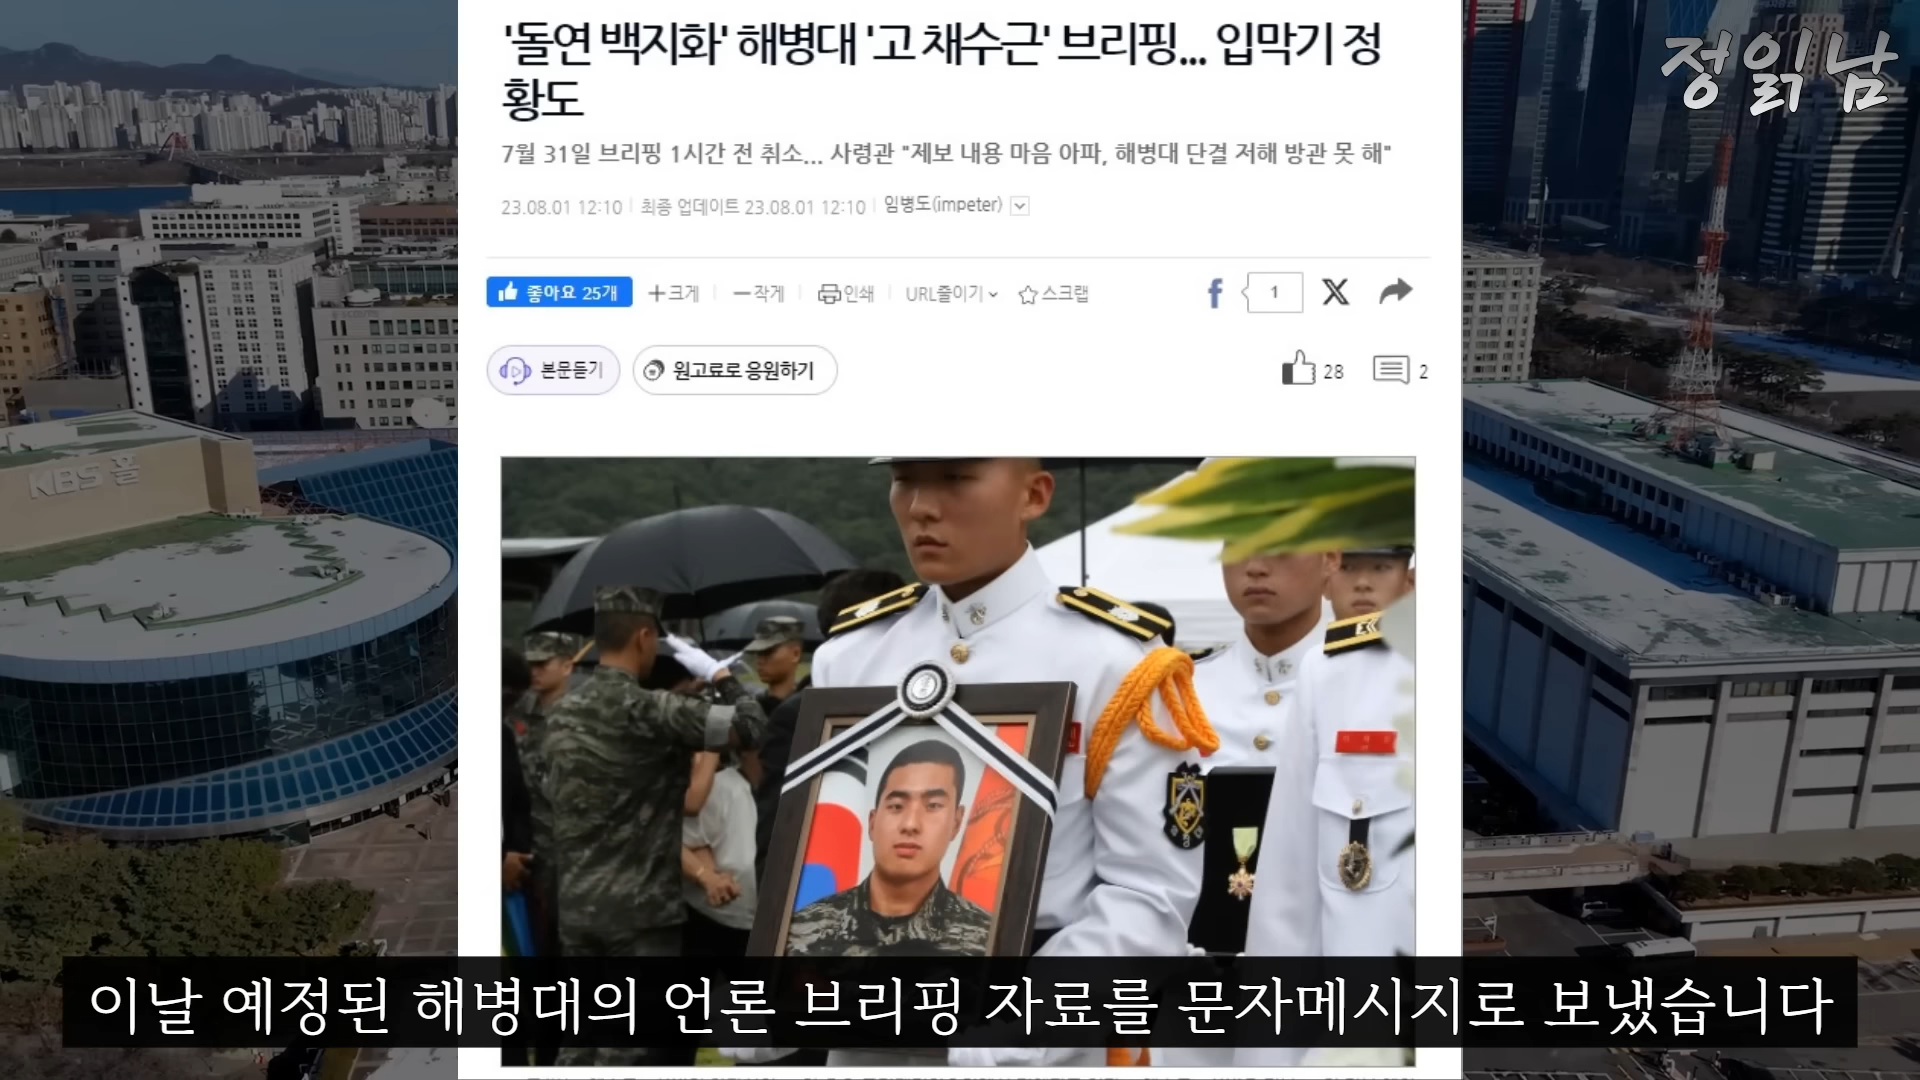 '돌연 백지화' 해병대 '고 채수근' 브리핑... 입막기 정
황도
정읽남
7월 31일 브리핑 1시간 전 취소... 사령관 "제보 내용 마음 아파, 해병대 단결 저해 방관 못 해"
23.08.01 12:10 | 최종 업데이트 23.08.01 12:10 | 임병도(impeter)
좋아요 25개 +크게 | −작게 | 인쇄 | URL줄이기 스크랩 f 1 X
본문듣기 원고료로 응원하기 28 2
KBS홀
이날 예정된 해병대의 언론 브리핑 자료를 문자메시지로 보냈습니다